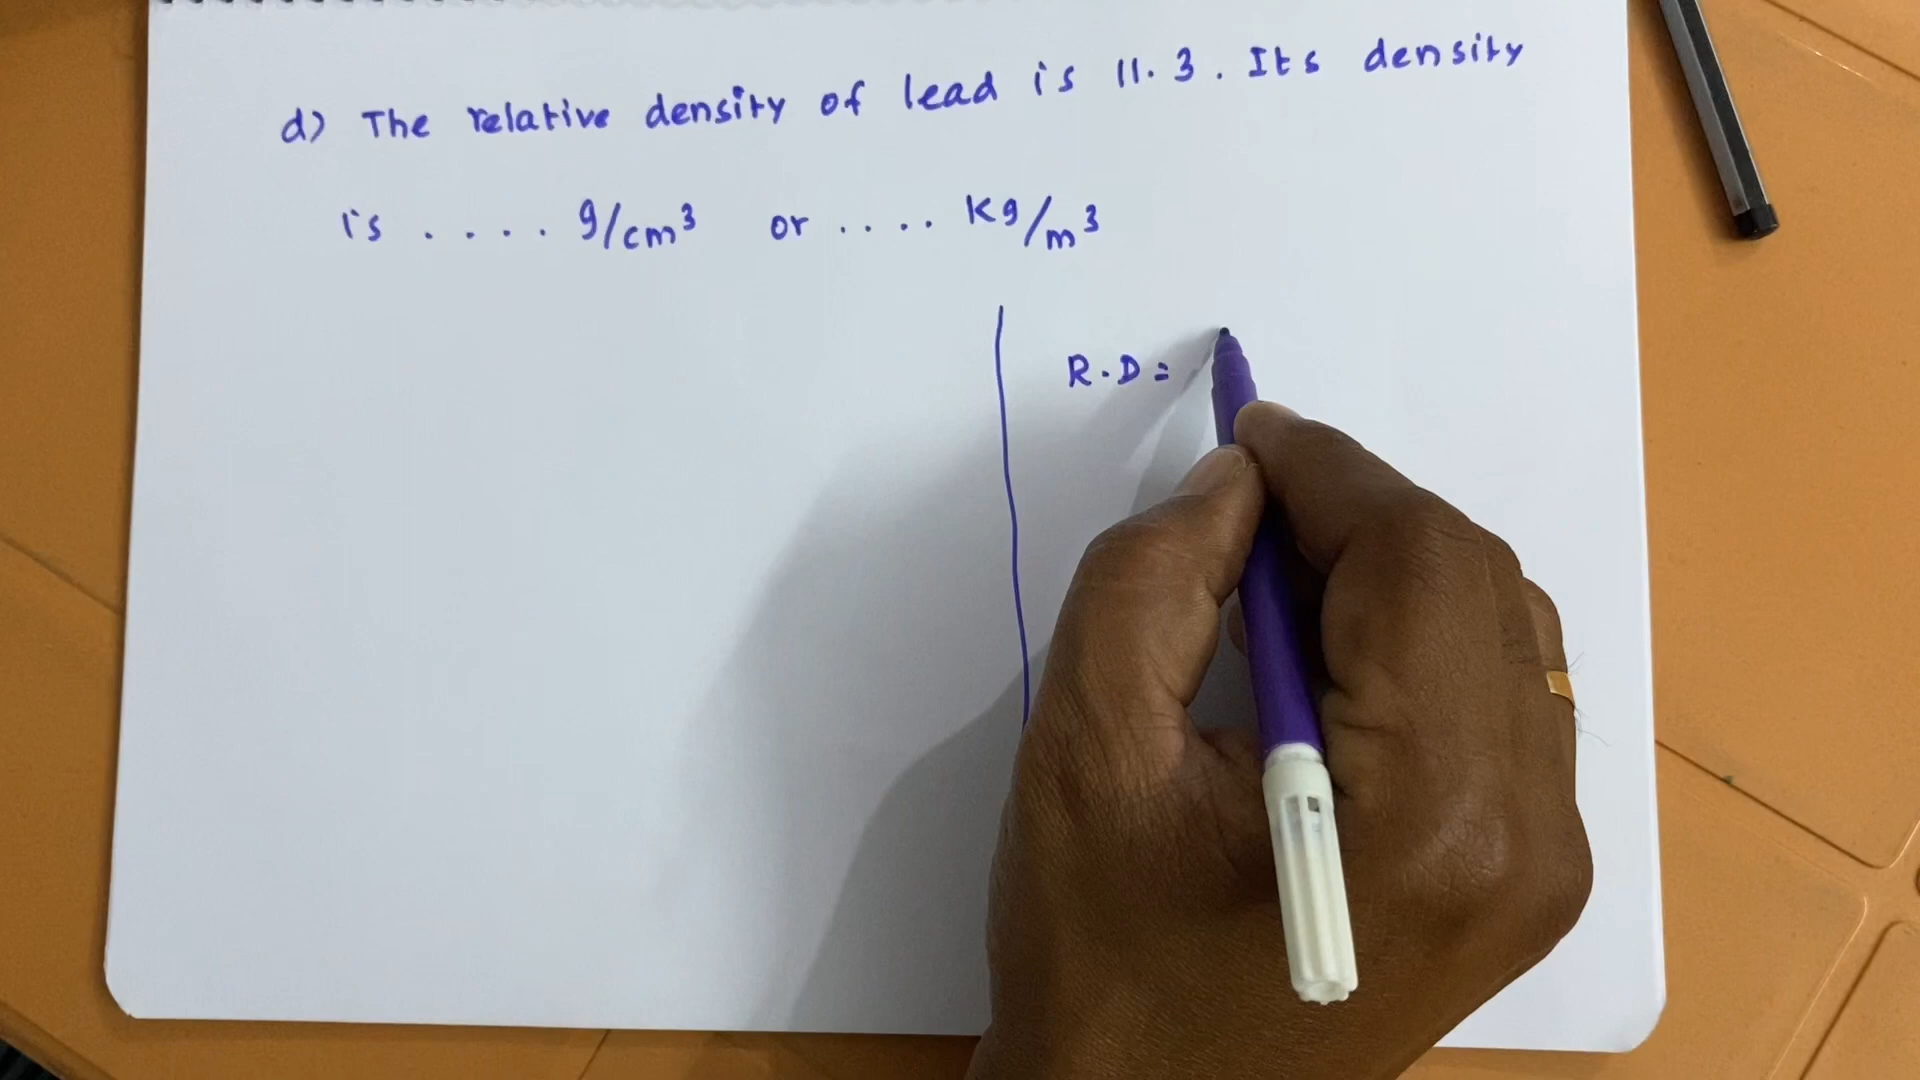 d) The relative density of lead is 11.3. Its density
is .... g/cm³ or .... kg/m³
R.D =